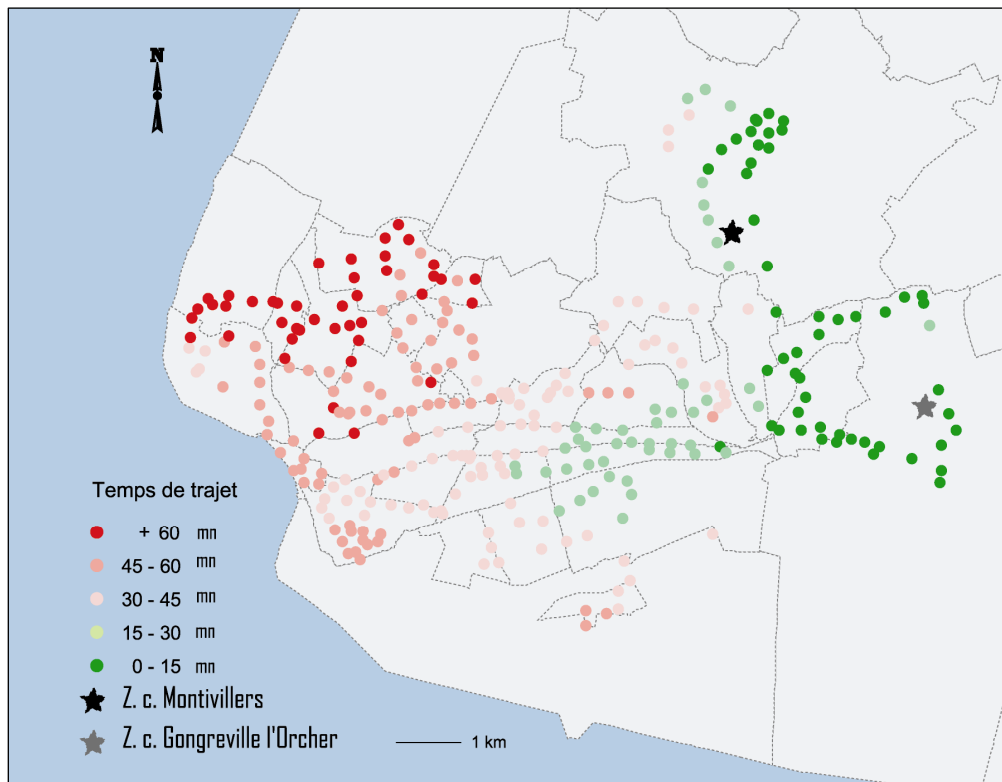 N
Temps de trajet
+ 60 mn
45 - 60 mn
30 - 45 mn
15 - 30 mn
0 - 15 mn
Z. c. Montivillers
Z. c. Gongreville l'Orcher
1 km